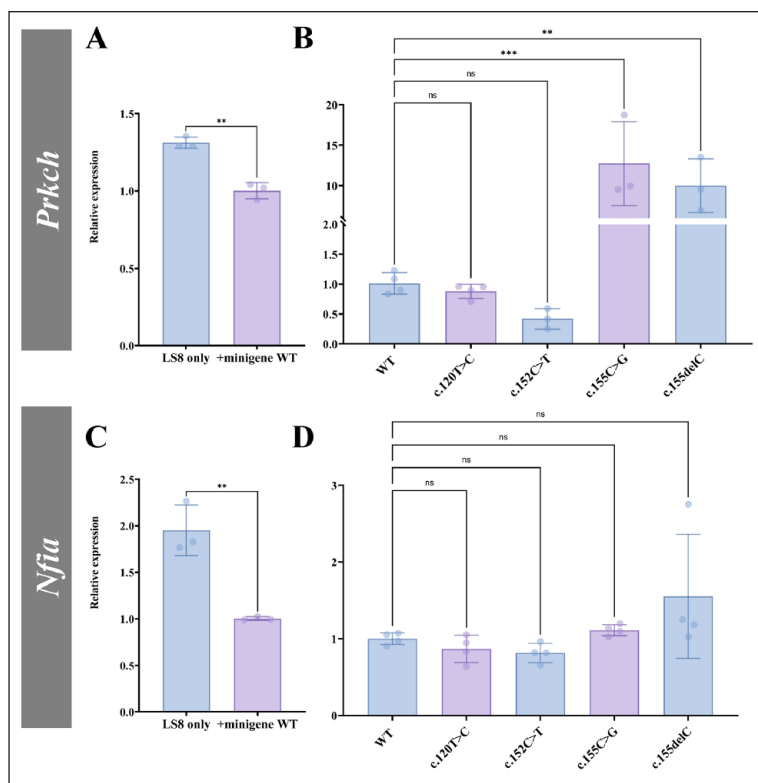 A
B
Prkch
Relative expression
1.5
1.0
0.5
0.0
**
LS8 only +minigene WT
20
15
10
5
2.0
1.5
1.0
0.5
0.0
**
***
ns
ns
WT
c.120T>C
c.152C>T
c.155C>G
c.155delC
C
D
Nfia
Relative expression
2.5
2.0
1.5
1.0
0.5
0.0
**
LS8 only +minigene WT
3
2
1
0
ns
ns
ns
ns
WT
c.120T>C
c.152C>T
c.155C>G
c.155delC